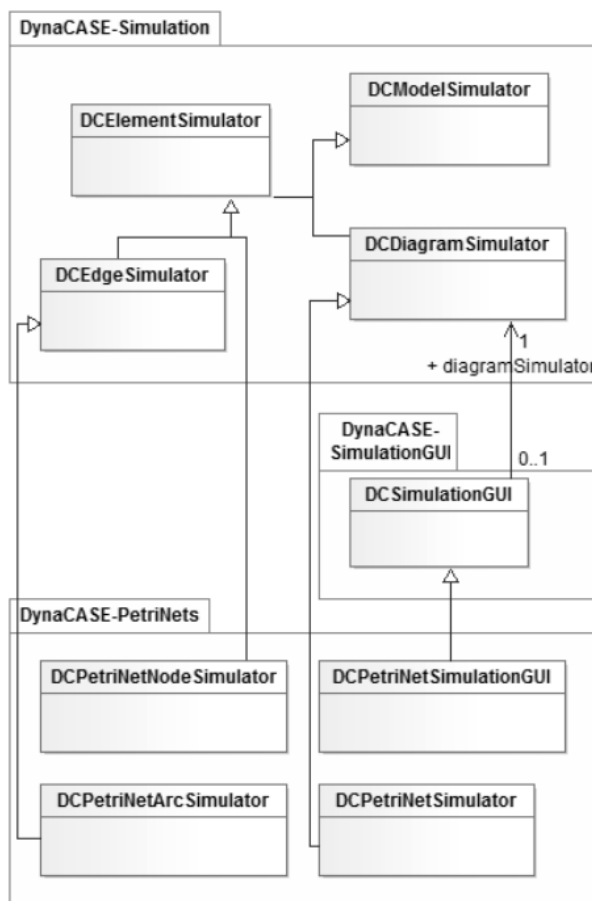 DynaCASE-Simulation
DCModelSimulator
DCElementSimulator
DCDiagramSimulator
DCEdgeSimulator
1
+ diagramSimulator
DynaCASE-
SimulationGUI
0..1
DCSimulationGUI
DynaCASE-PetriNets
DCPetriNetNodeSimulator
DCPetriNetSimulationGUI
DCPetriNetArcSimulator
DCPetriNetSimulator